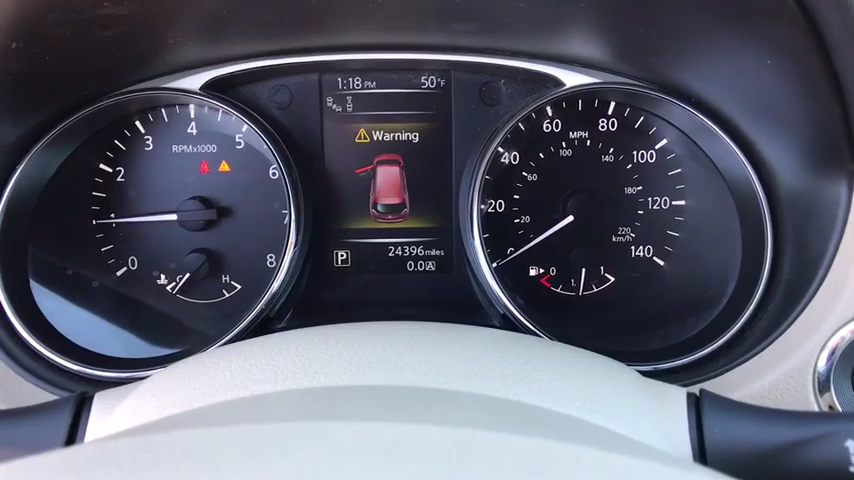 1:18 PM 50°F
Warning
P
24396 miles
0.0 A
RPMx1000
0 1 2 3 4 5 6 7 8
C H
MPH
20 40 60 80 100 120 140
20 60 100 140 180 220
km/h
0 1